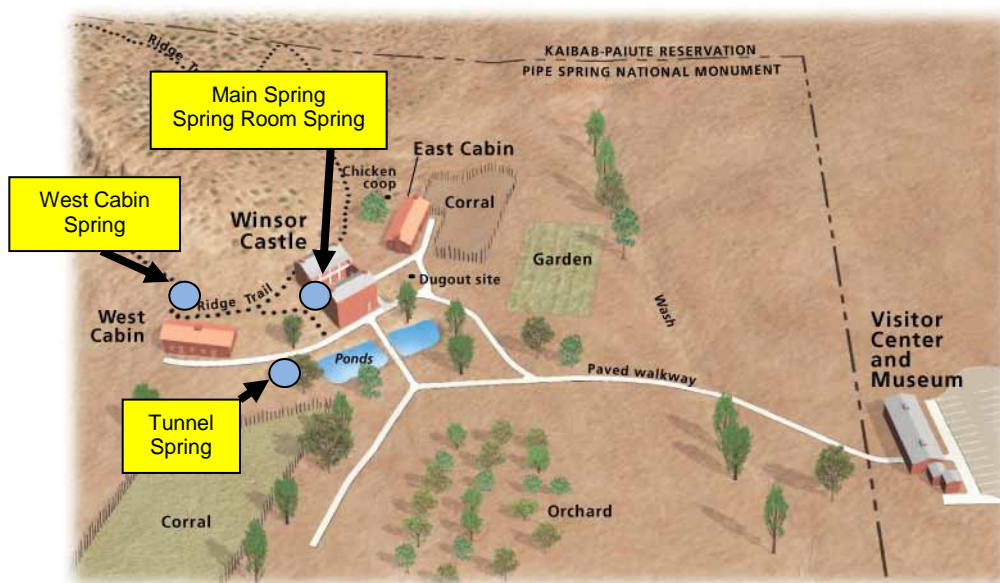 Ridge Trail
KAIBAB-PAIUTE RESERVATION
PIPE SPRING NATIONAL MONUMENT
Main Spring
Spring Room Spring
East Cabin
Chicken
coop
Corral
West Cabin
Spring
Winsor
Castle
Garden
Dugout site
Ridge Trail
West
Cabin
Wash
Visitor
Center
and
Museum
Ponds
Paved walkway
Tunnel
Spring
Corral
Orchard